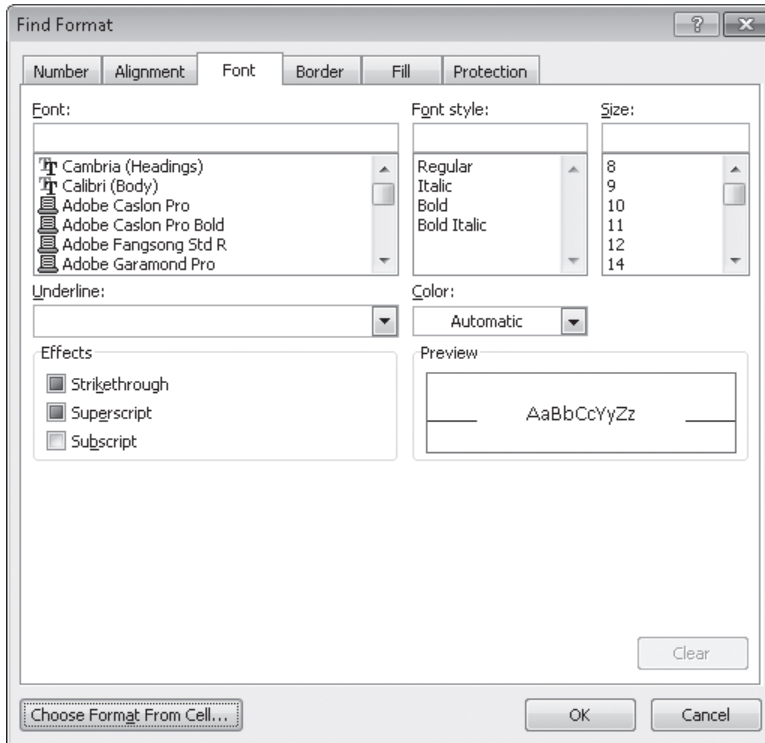 Find Format
Number Alignment Font Border Fill Protection
Font: Font style: Size:
Cambria (Headings) Regular 8
Calibri (Body) Italic 9
Adobe Caslon Pro Bold 10
Adobe Caslon Pro Bold Bold Italic 11
Adobe Fangsong Std R 12
Adobe Garamond Pro 14
Underline: Color:
Automatic
Effects Preview
Strikethrough
Superscript AaBbCcYyZz
Subscript
Clear
Choose Format From Cell... OK Cancel